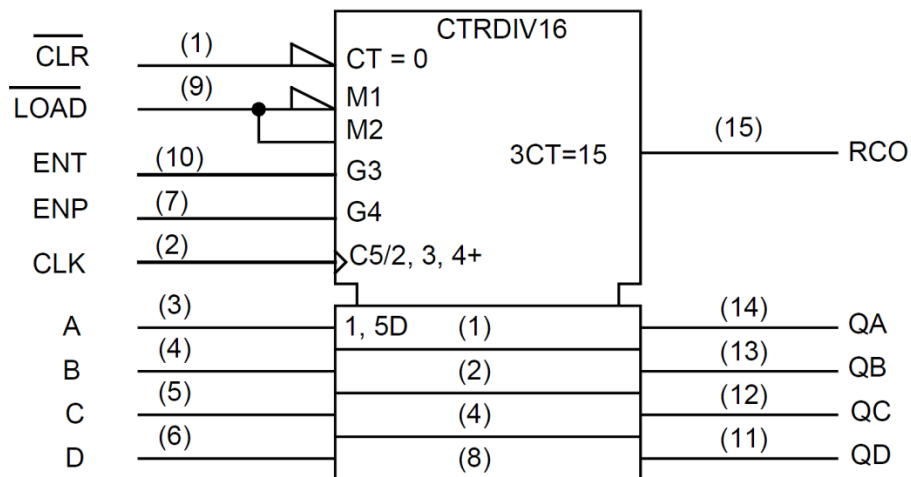 CTRDIV16
C̅L̅R̅ (1) CT = 0
L̅O̅A̅D̅ (9) M1
M2
(15) RCO
3CT=15
ENT (10) G3
ENP (7) G4
CLK (2) C5/2, 3, 4+
A (3) 1, 5D (1) (14) QA
B (4) (2) (13) QB
C (5) (4) (12) QC
D (6) (8) (11) QD